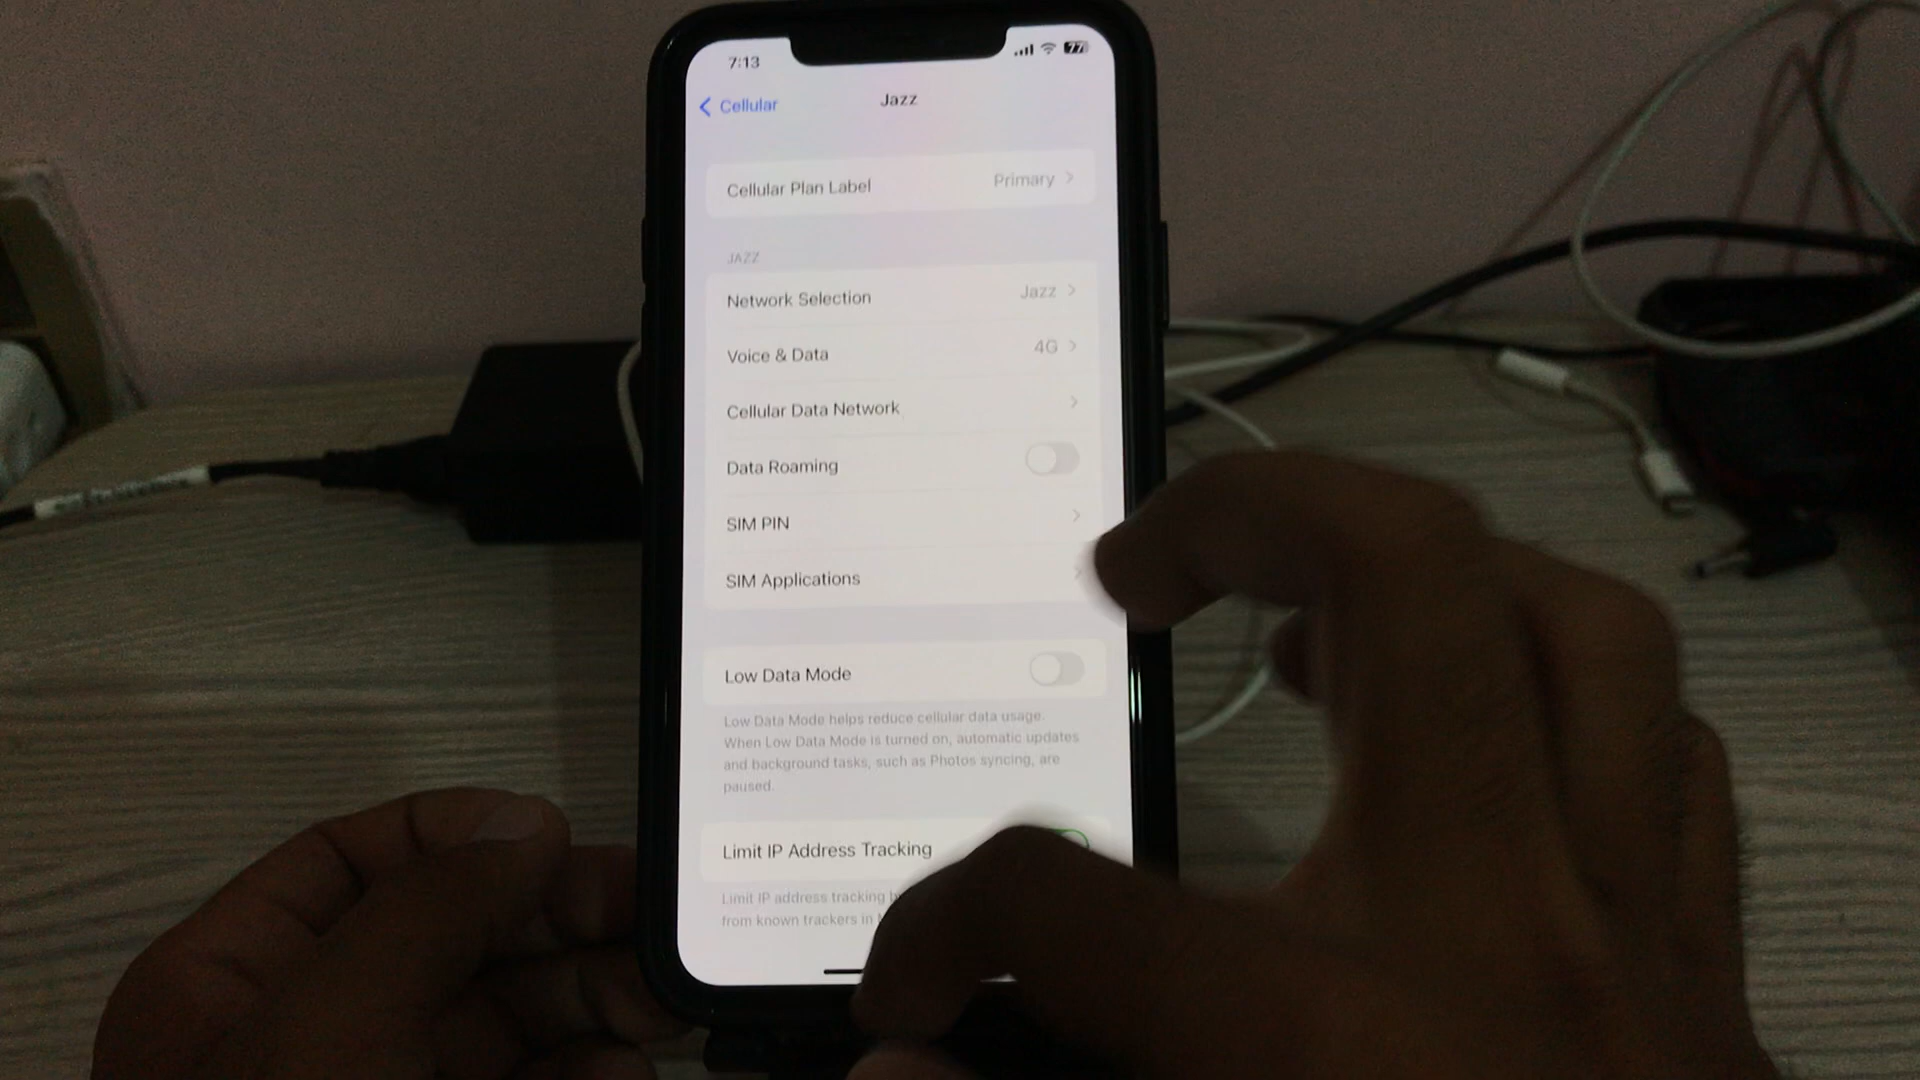 7:13
77
Cellular
Jazz
Cellular Plan Label
Primary
JAZZ
Network Selection
Jazz
Voice & Data
4G
Cellular Data Network
Data Roaming
SIM PIN
SIM Applications
Low Data Mode
Low Data Mode helps reduce cellular data usage.
When Low Data Mode is turned on, automatic updates
and background tasks, such as Photos syncing, are
paused.
Limit IP Address Tracking
Limit IP address tracking
from known trackers in